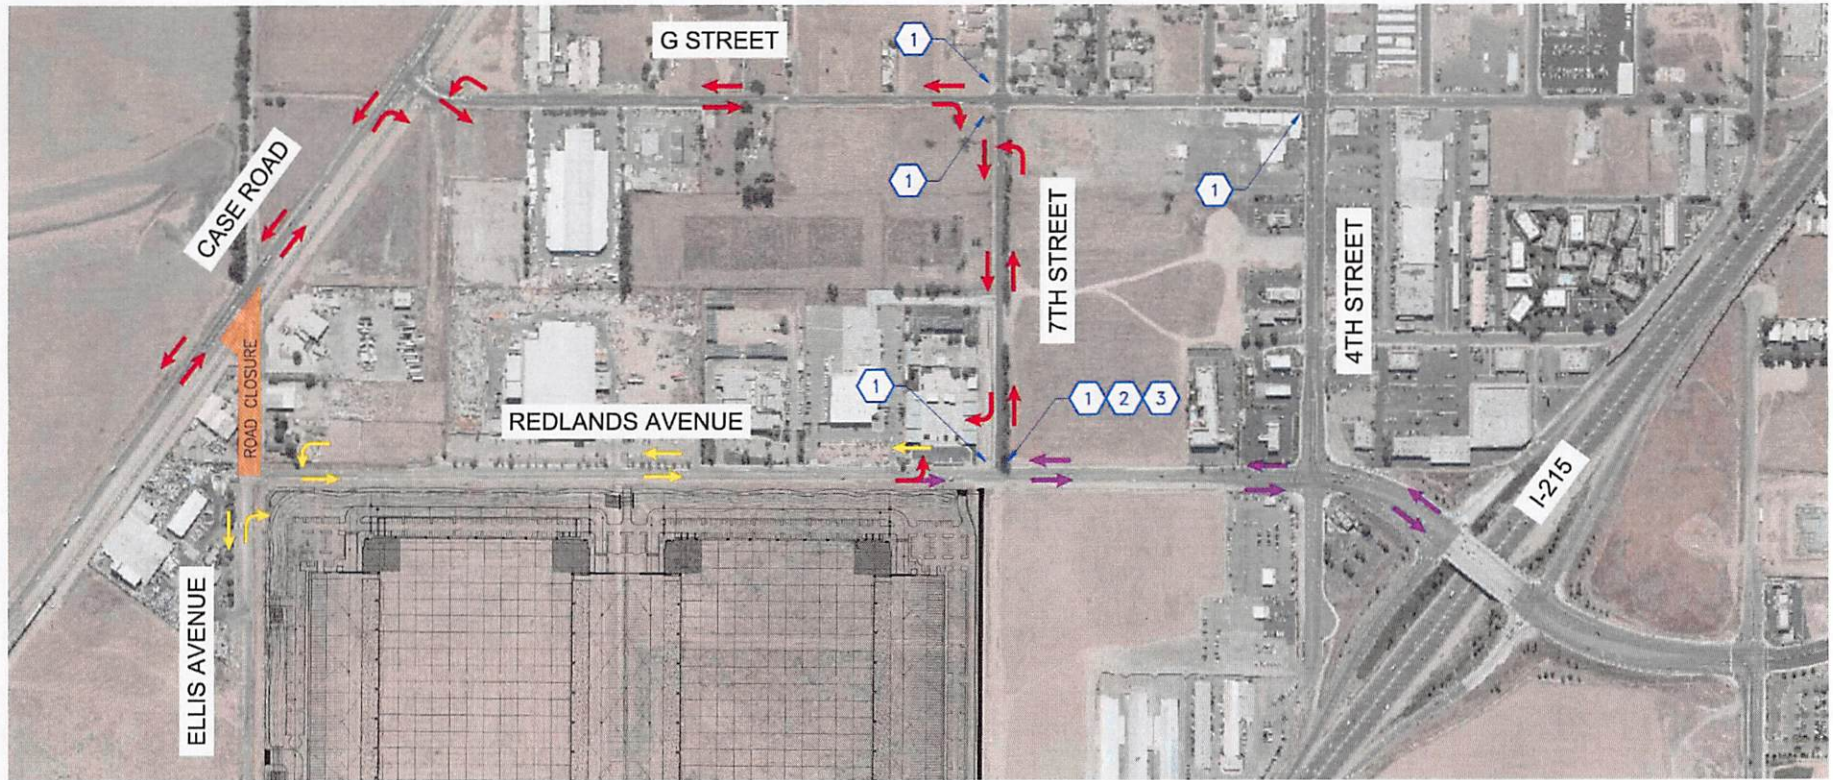 G STREET
1
CASE ROAD
1
1
7TH STREET
4TH STREET
ROAD CLOSURE
1
1 2 3
REDLANDS AVENUE
I-215
ELLIS AVENUE